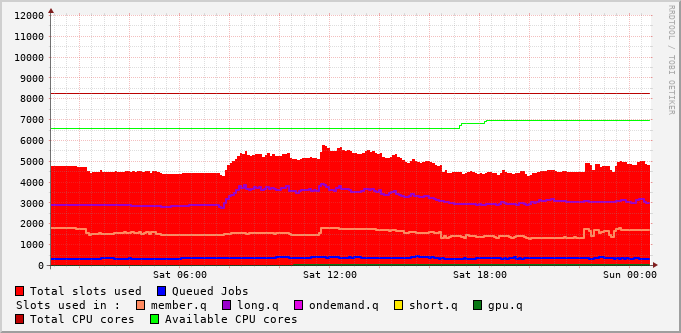 RRDTOOL / TOBI OETIKER
12000
11000
10000
9000
8000
7000
6000
5000
4000
3000
2000
1000
0
Sat 06:00 Sat 12:00 Sat 18:00 Sun 00:00
Total slots used Queued Jobs
Slots used in : member.q long.q ondemand.q short.q gpu.q
Total CPU cores Available CPU cores